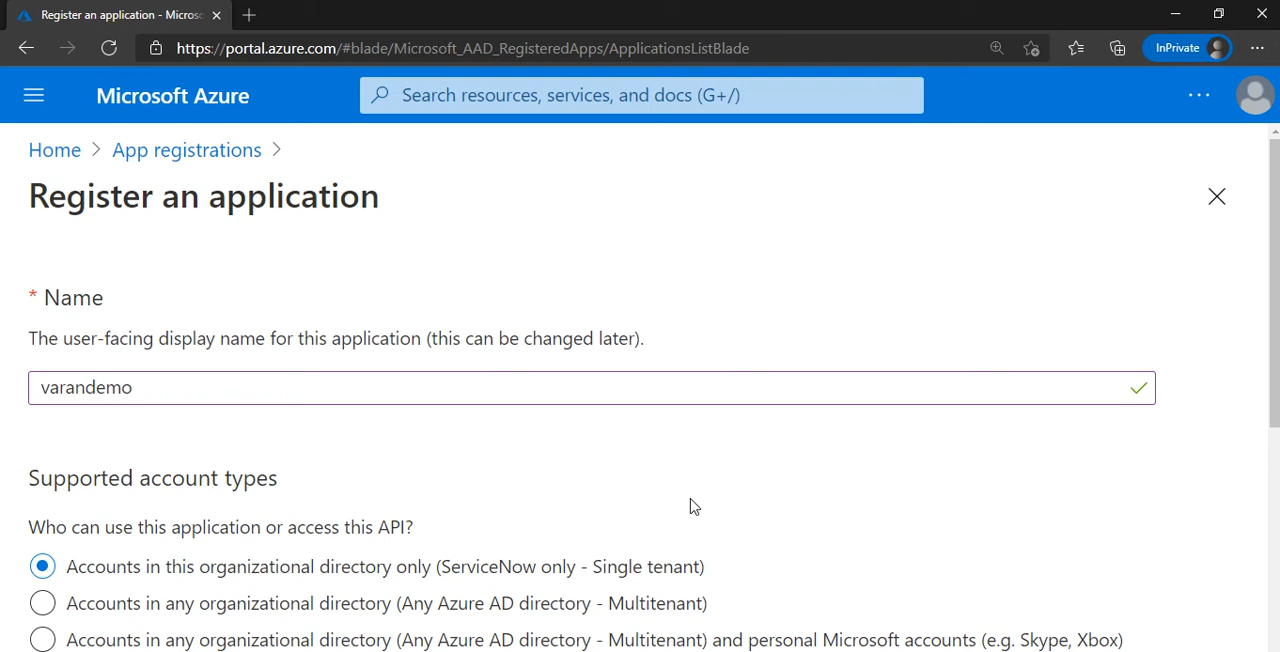 Register an application - Micros
InPrivate
https://portal.azure.com/#blade/Microsoft_AAD_RegisteredApps/ApplicationsListBlade
Microsoft Azure
Search resources, services, and docs (G+/)
Home > App registrations >
Register an application
* Name
The user-facing display name for this application (this can be changed later).
varandemo
Supported account types
Who can use this application or access this API?
Accounts in this organizational directory only (ServiceNow only - Single tenant)
Accounts in any organizational directory (Any Azure AD directory - Multitenant)
Accounts in any organizational directory (Any Azure AD directory - Multitenant) and personal Microsoft accounts (e.g. Skype, Xbox)